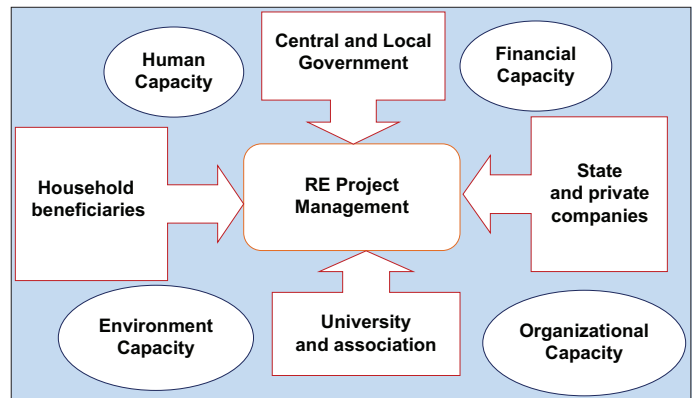 Human
Capacity
Central and Local
Government
Financial
Capacity
Household
beneficiaries
RE Project
Management
State
and private
companies
Environment
Capacity
University
and association
Organizational
Capacity